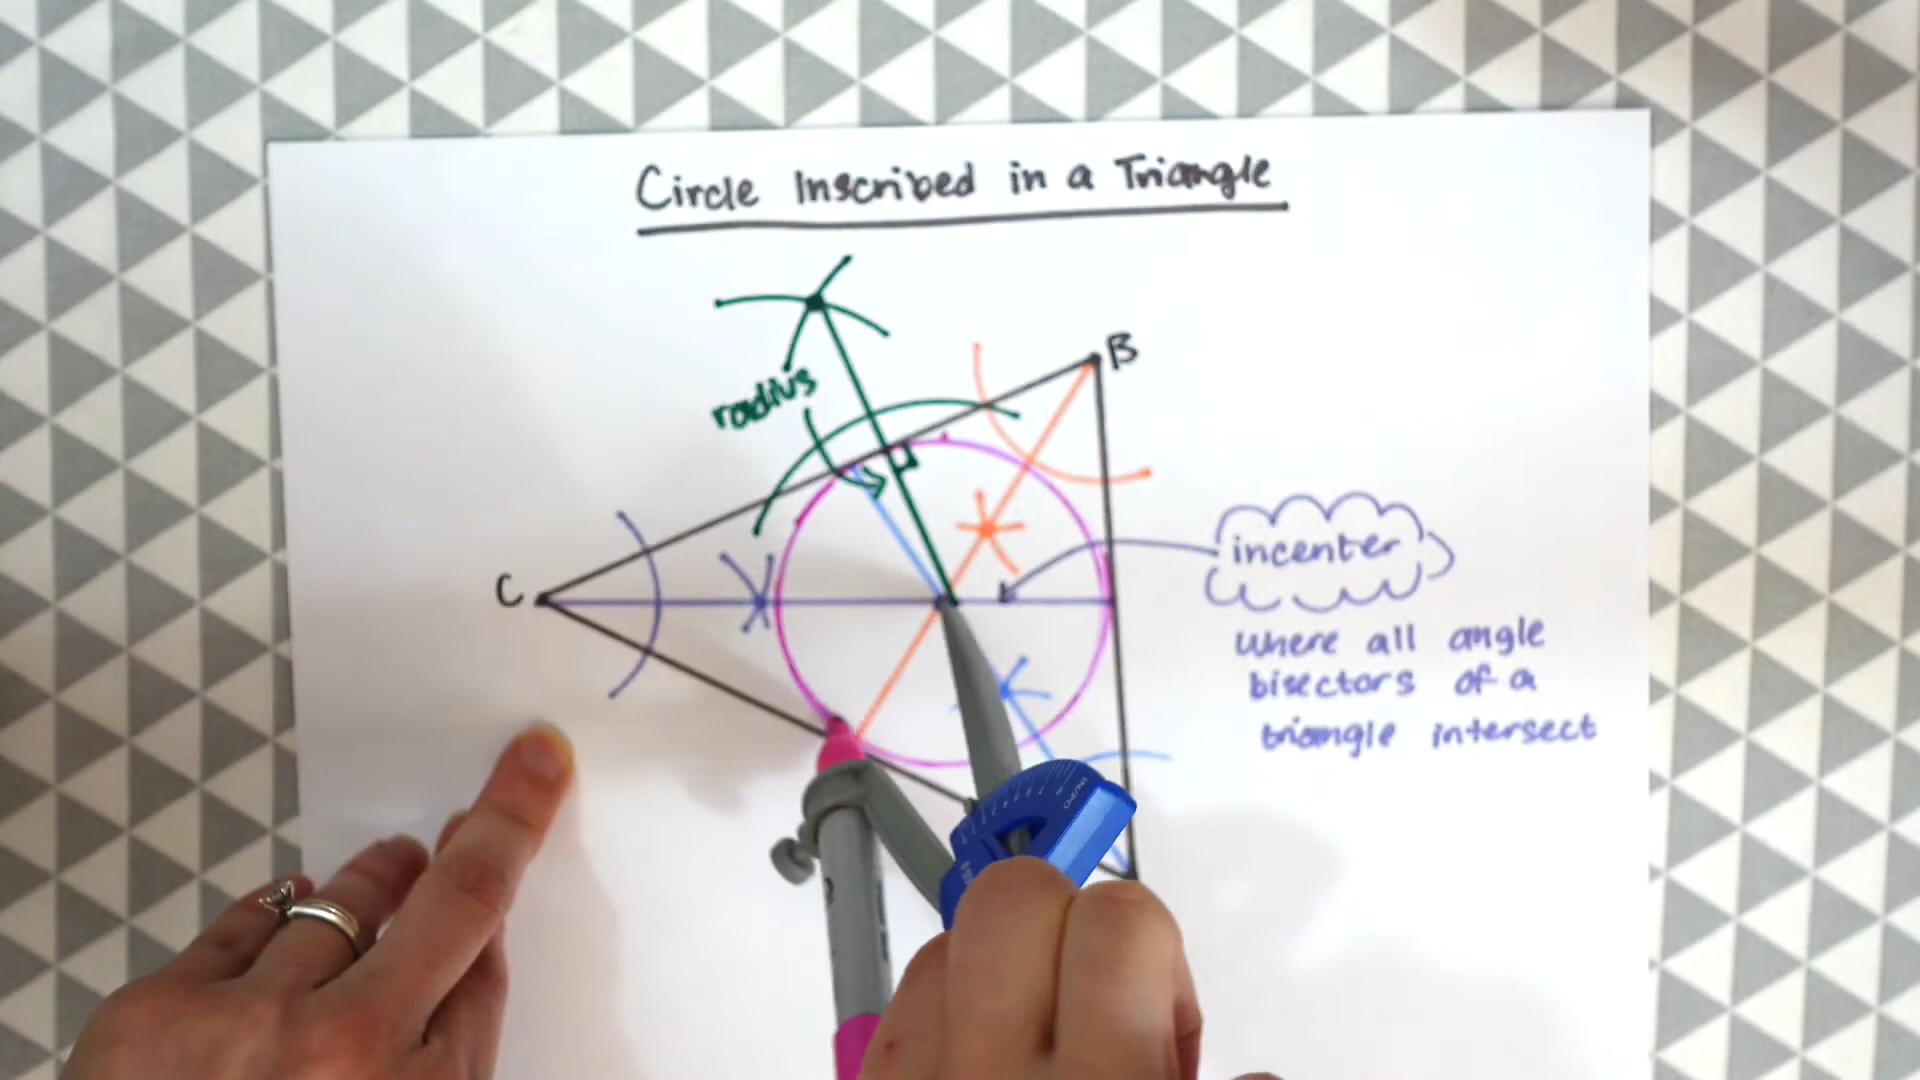 Circle Inscribed in a Triangle
B
radius
C
incenter
Where all angle
bisectors of a
triangle intersect